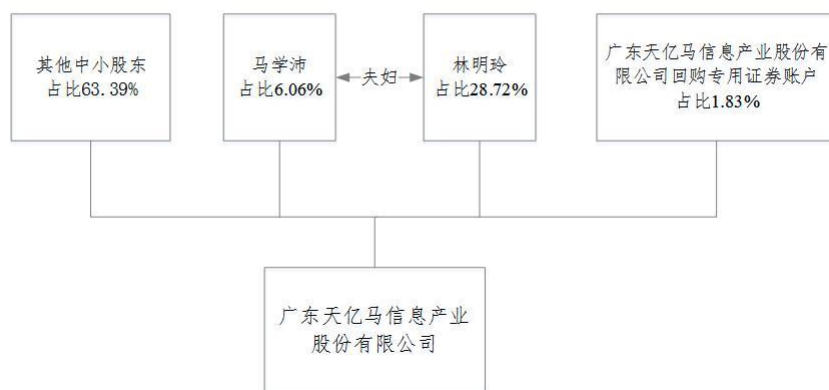 其他中小股东
占比63.39%
马学沛
占比6.06%
夫妇
林明玲
占比28.72%
广东天亿马信息产业股份有
限公司回购专用证券账户
占比1.83%
广东天亿马信息产业
股份有限公司